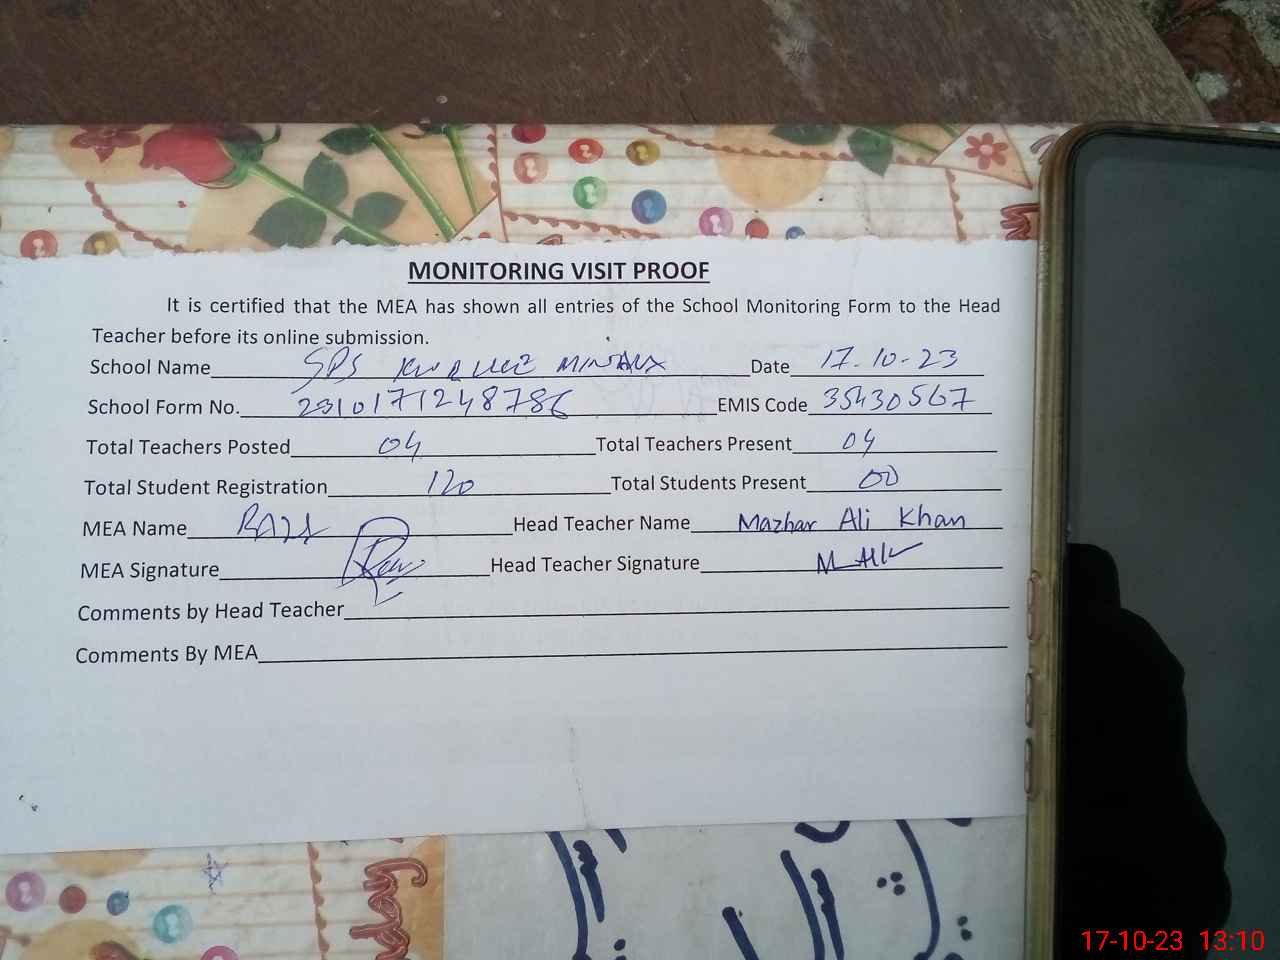 MONITORING VISIT PROOF
It is certified that the MEA has shown all entries of the School Monitoring Form to the Head
Teacher before its online submission.
School Name Date 17-10-23
School Form No. 2310171248786 EMIS Code 35430567
Total Teachers Posted 04 Total Teachers Present 04
Total Student Registration 120 Total Students Present 00
MEA Name Head Teacher Name Mazhar Ali Khan
MEA Signature Head Teacher Signature
Comments by Head Teacher
Comments By MEA
17-10-23 13:10